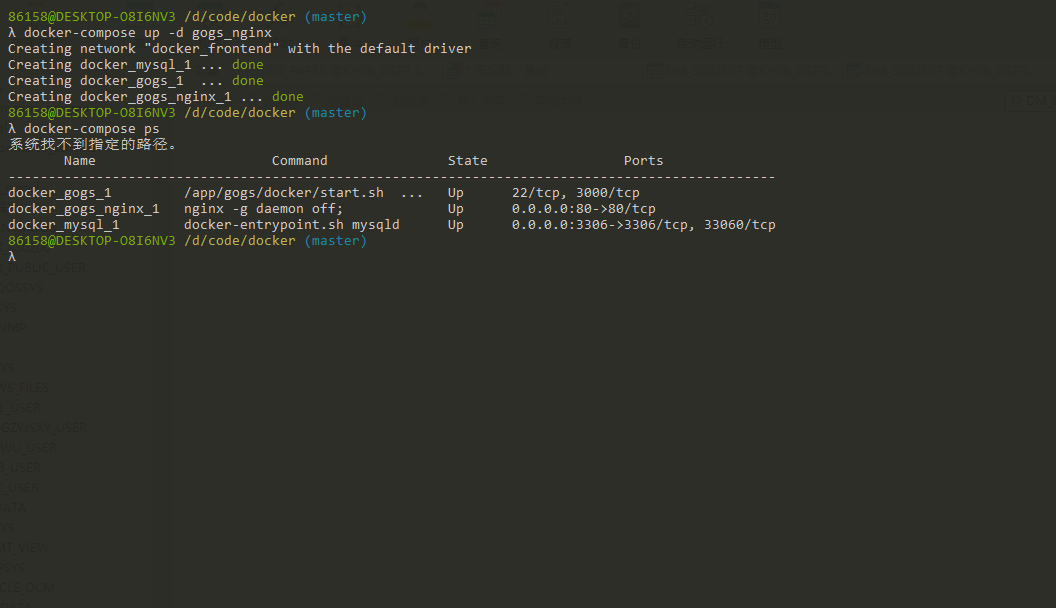 86158@DESKTOP-O8I6NV3 /d/code/docker (master)
λ docker-compose up -d gogs_nginx
Creating network "docker_frontend" with the default driver
Creating docker_mysql_1 ... done
Creating docker_gogs_1  ... done
Creating docker_gogs_nginx_1 ... done
86158@DESKTOP-O8I6NV3 /d/code/docker (master)
λ docker-compose ps
系统找不到指定的路径。
Name Command State Ports
------------------------------------------------------------------------------------------------
docker_gogs_1 /app/gogs/docker/start.sh ... Up 22/tcp, 3000/tcp
docker_gogs_nginx_1 nginx -g daemon off; Up 0.0.0.0:80->80/tcp
docker_mysql_1 docker-entrypoint.sh mysqld Up 0.0.0.0:3306->3306/tcp, 33060/tcp
86158@DESKTOP-O8I6NV3 /d/code/docker (master)
λ